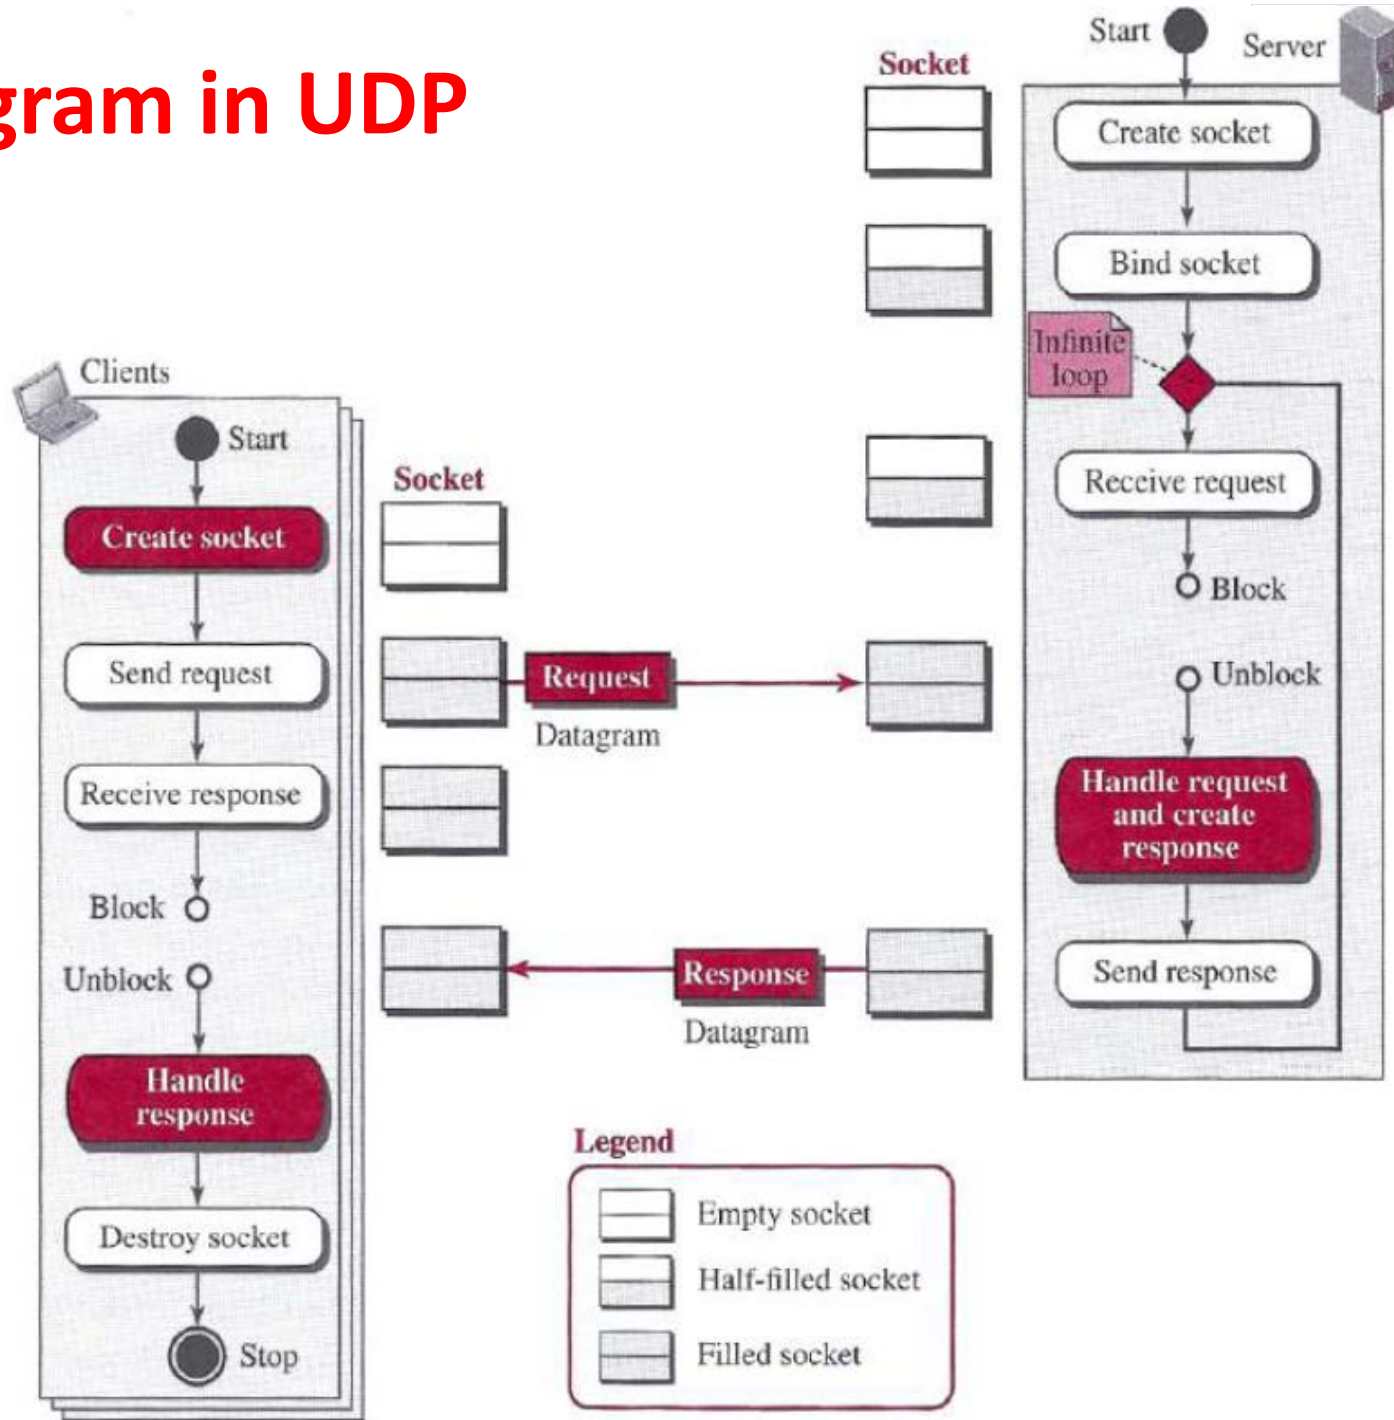 gram in UDP
Clients
Start
Create socket
Send request
Receive response
Block
Unblock
Handle
response
Destroy socket
Stop
Socket
Request
Datagram
Response
Datagram
Socket
Start
Server
Create socket
Bind socket
Infinite
loop
Receive request
Block
Unblock
Handle request
and create
response
Send response
Legend
Empty socket
Half-filled socket
Filled socket